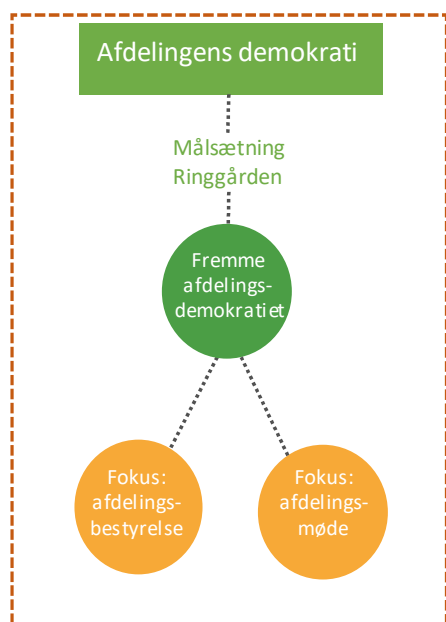 Afdelingens demokrati
Målsætning
Ringgården
Fremme
afdelings-
demokratiet
Fokus:
afdelings-
bestyrelse
Fokus:
afdelings-
møde